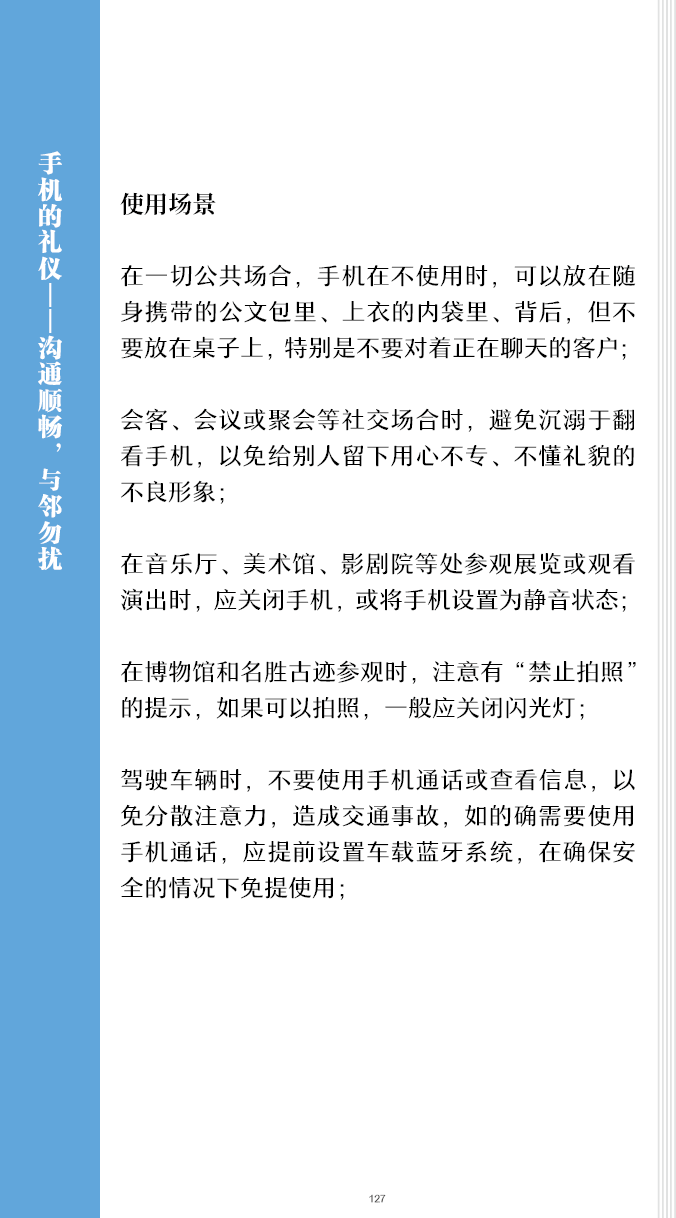 手机的礼仪——沟通顺畅，与邻勿扰
使用场景
在一切公共场合，手机在不使用时，可以放在随
身携带的公文包里、上衣的内袋里、背后，但不
要放在桌子上，特别是不要对着正在聊天的客户；
会客、会议或聚会等社交场合时，避免沉溺于翻
看手机，以免给别人留下用心不专、不懂礼貌的
不良形象；
在音乐厅、美术馆、影剧院等处参观展览或观看
演出时，应关闭手机，或将手机设置为静音状态；
在博物馆和名胜古迹参观时，注意有“禁止拍照”
的提示，如果可以拍照，一般应关闭闪光灯；
驾驶车辆时，不要使用手机通话或查看信息，以
免分散注意力，造成交通事故，如的确需要使用
手机通话，应提前设置车载蓝牙系统，在确保安
全的情况下免提使用；
127